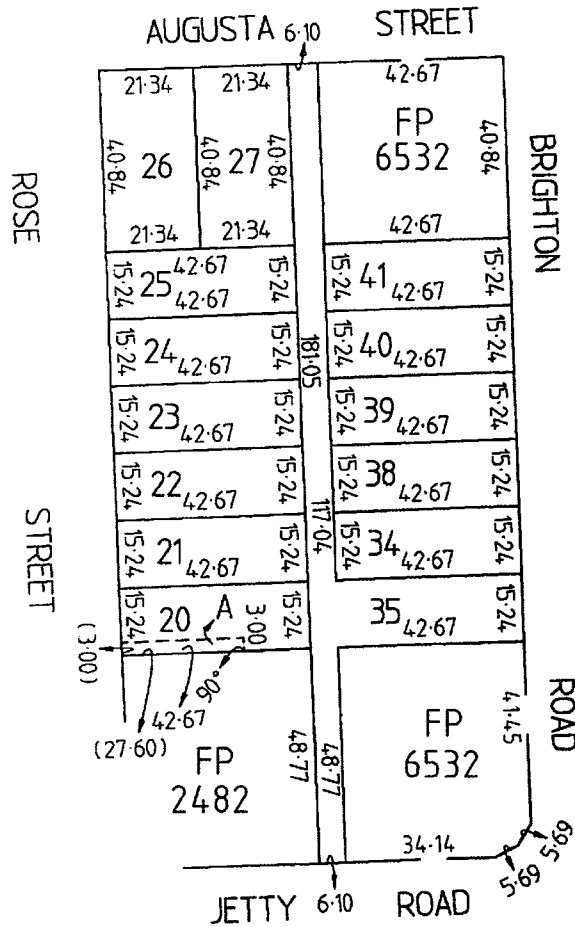 AUGUSTA 6·10 STREET
21·34 21·34 42·67
40·84 26 40·84 27 40·84 FP 6532 40·84
21·34 21·34 42·67
ROSE
BRIGHTON
15·24 25 42·67 42·67 15·24 15·24 41 42·67 15·24
15·24 24 42·67 15·24 181·05 15·24 40 42·67 15·24
15·24 23 42·67 15·24 15·24 39 42·67 15·24
15·24 22 42·67 15·24 117·04 15·24 38 42·67 15·24
15·24 21 42·67 15·24 15·24 34 42·67 15·24
STREET
15·24 20 A 3·00 15·24 35 42·67 15·24
(3·00)
(27·60) 42·67 90°
FP
2482
48·77 48·77
FP
6532
41·45
ROAD
34·14 5·69 5·69
JETTY 6·10 ROAD